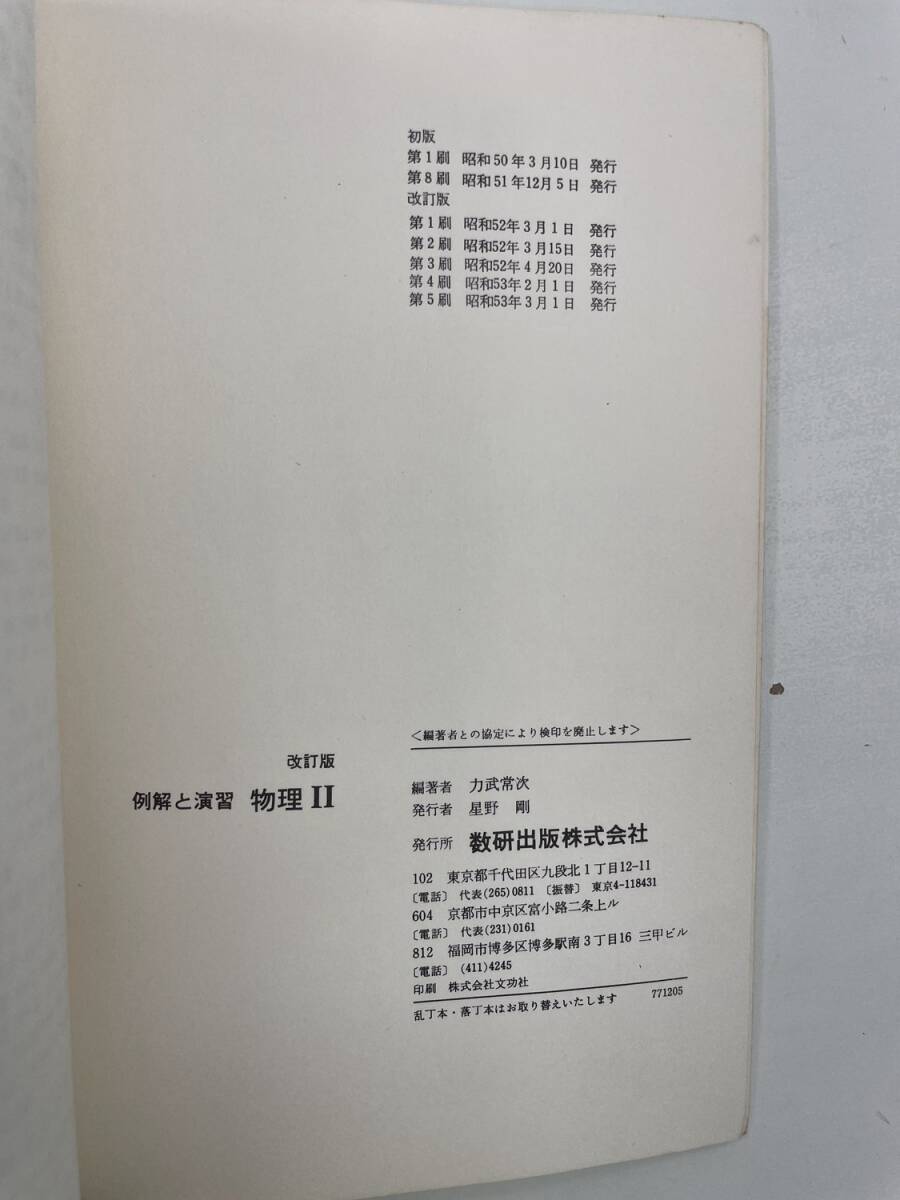 初版
第1刷 昭和50年3月10日 発行
第8刷 昭和51年12月5日 発行
改訂版
第1刷 昭和52年3月1日 発行
第2刷 昭和52年3月15日 発行
第3刷 昭和52年4月20日 発行
第4刷 昭和53年2月1日 発行
第5刷 昭和53年3月1日 発行
改訂版
例解と演習 物理 II
<編著者との協定により検印を廃止します>
編著者 力武常次
発行者 星野 剛
発行所 数研出版株式会社
102 東京都千代田区九段北1丁目12-11
〔電話〕 代表(265)0811 〔振替〕 東京4-118431
604 京都市中京区富小路二条上ル
〔電話〕 代表(231)0161
812 福岡市博多区博多駅南3丁目16 三甲ビル
〔電話〕 (411)4245
印刷 株式会社文功社
乱丁本・落丁本はお取り替えいたします 771205